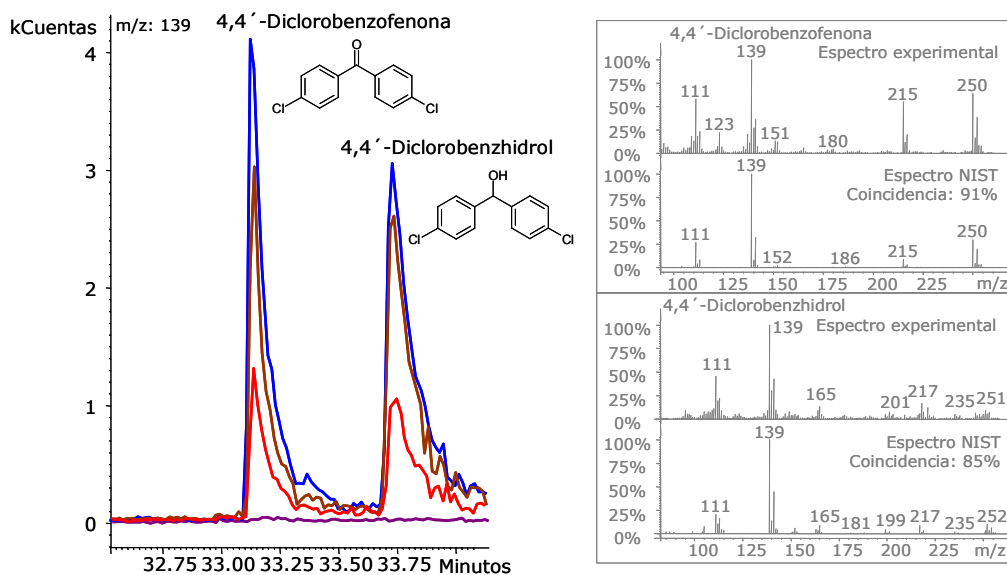 kCuentas
m/z: 139
4,4´-Diclorobenzofenona
O
Cl
Cl
4,4´-Diclorobenzhidrol
OH
Cl
Cl
4
3
2
1
0
32.75 33.00 33.25 33.50 33.75 Minutos
4,4´-Diclorobenzofenona
Espectro experimental
100%
75%
50%
25%
0%
111
123
139
151
180
215
250
Espectro NIST
Coincidencia: 91%
100%
75%
50%
25%
0%
111
139
152
186
215
250
100 125 150 175 200 225 m/z
4,4´-Diclorobenzhidrol
Espectro experimental
100%
75%
50%
25%
0%
111
139
165
201
217
235
251
Espectro NIST
Coincidencia: 85%
100%
75%
50%
25%
0%
111
139
165
181
199
217
235
252
100 125 150 175 200 225 m/z